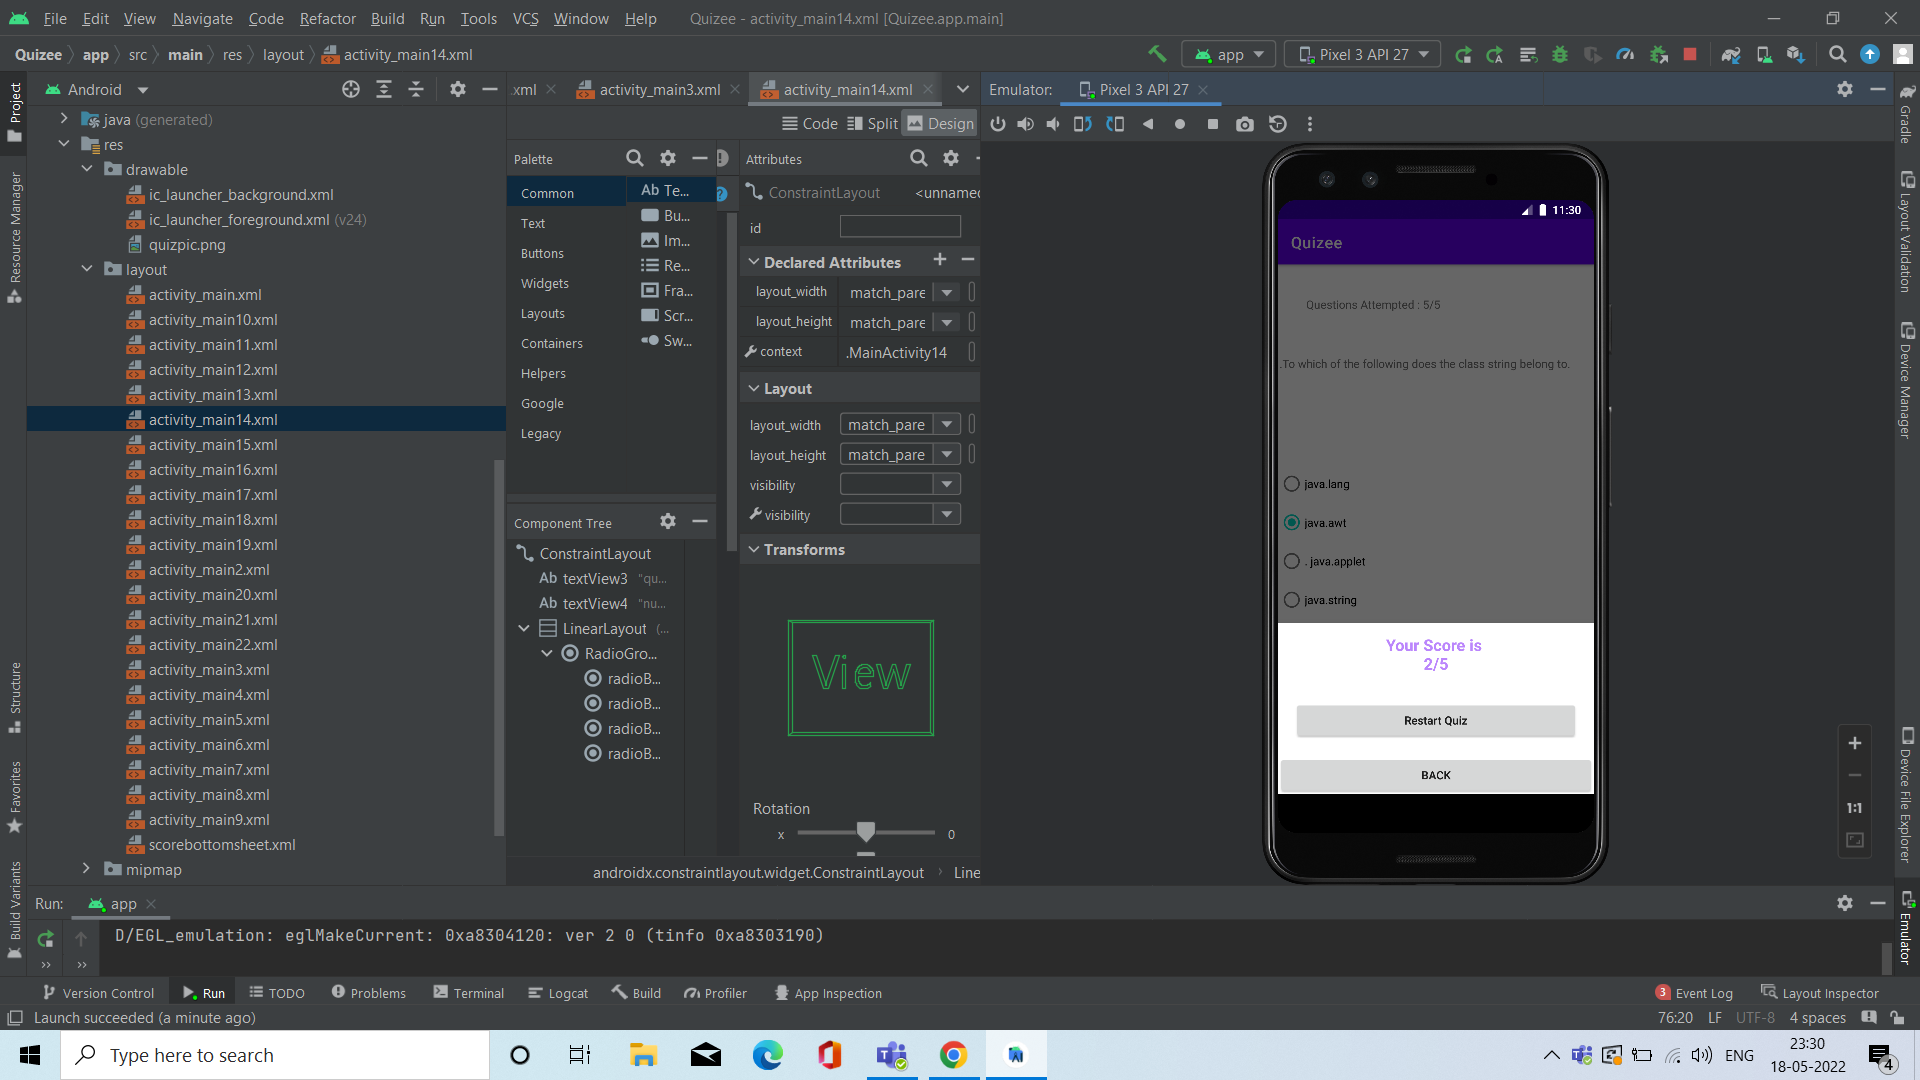 File Edit View Navigate Code Refactor Build Run Tools VCS Window Help Quizee - activity_main14.xml [Quizee.app.main]
Quizee app src main res layout activity_main14.xml
app Pixel 3 API 27
Android
.xml activity_main3.xml activity_main14.xml
Emulator: Pixel 3 API 27
Code Split Design
Project
Resource Manager
Structure
Favorites
Build Variants
java (generated)
res
drawable
ic_launcher_background.xml
ic_launcher_foreground.xml (v24)
quizpic.png
layout
activity_main.xml
activity_main10.xml
activity_main11.xml
activity_main12.xml
activity_main13.xml
activity_main14.xml
activity_main15.xml
activity_main16.xml
activity_main17.xml
activity_main18.xml
activity_main19.xml
activity_main2.xml
activity_main20.xml
activity_main21.xml
activity_main22.xml
activity_main3.xml
activity_main4.xml
activity_main5.xml
activity_main6.xml
activity_main7.xml
activity_main8.xml
activity_main9.xml
scorebottomsheet.xml
mipmap
Palette
Common
Text
Buttons
Widgets
Layouts
Containers
Helpers
Google
Legacy
Ab Te...
Bu...
Im...
Re...
Fra...
Scr...
Sw...
Component Tree
ConstraintLayout
Ab textView3 "qu...
Ab textView4 "nu...
LinearLayout (...
RadioGro...
radioB...
radioB...
radioB...
radioB...
Attributes
ConstraintLayout <unnamed
id
Declared Attributes
layout_width match_pare
layout_height match_pare
context .MainActivity14
Layout
layout_width match_pare
layout_height match_pare
visibility
visibility
Transforms
View
Rotation
x 0
androidx.constraintlayout.widget.ConstraintLayout Line
11:30
Quizee
Questions Attempted : 5/5
.To which of the following does the class string belong to.
java.lang
java.awt
. java.applet
java.string
Your Score is
2/5
Restart Quiz
BACK
1:1
Gradle
Layout Validation
Device Manager
Device File Explorer
Emulator
Run: app
D/EGL_emulation: eglMakeCurrent: 0xa8304120: ver 2 0 (tinfo 0xa8303190)
Version Control Run TODO Problems Terminal Logcat Build Profiler App Inspection 3 Event Log Layout Inspector
Launch succeeded (a minute ago) 76:20 LF UTF-8 4 spaces
Type here to search
ENG
23:30
18-05-2022
4